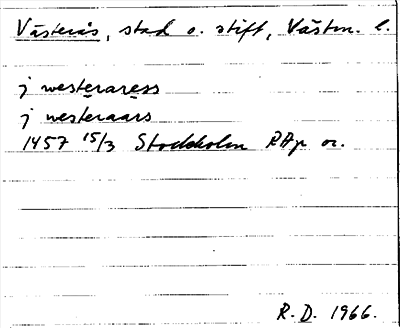 Västerås, stad o. stift, Västm. l.
j westeraress
j westeraars
1457 15/3 Stockholm RAp or.
R. D. 1966.